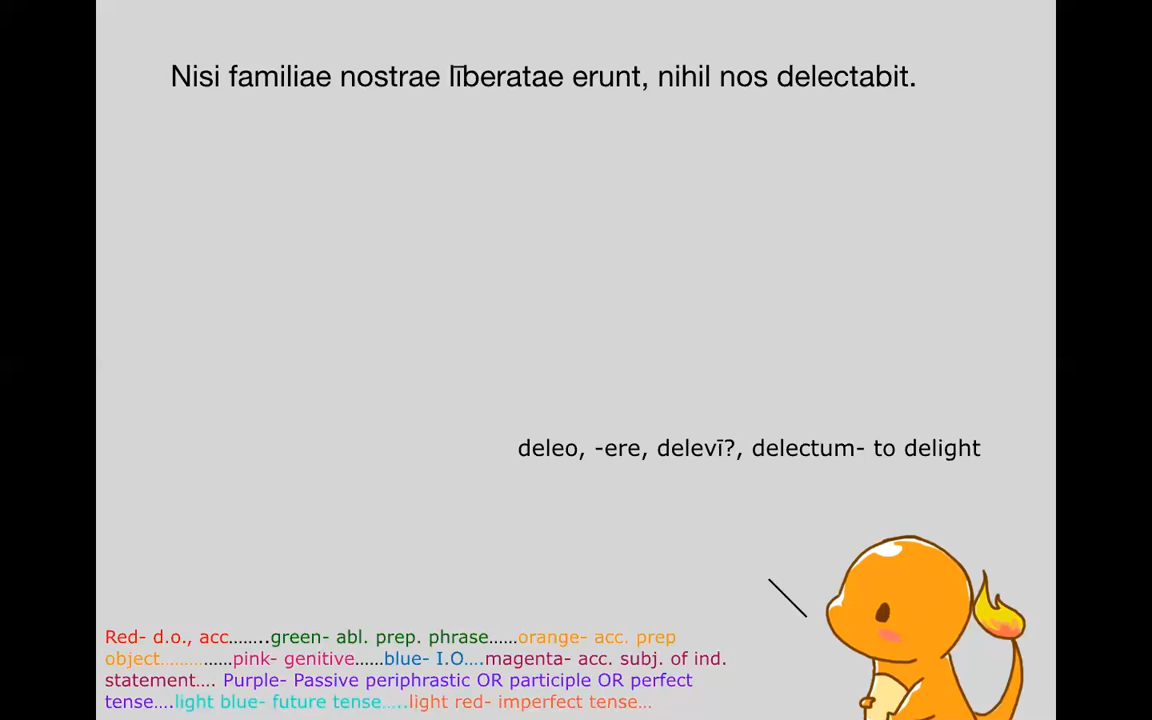 Nisi familiae nostrae līberatae erunt, nihil nos delectabit.
deleo, -ere, delevī?, delectum- to delight
Red- d.o., acc……..green- abl. prep. phrase……orange- acc. prep
object……………pink- genitive……blue- I.O….magenta- acc. subj. of ind.
statement…. Purple- Passive periphrastic OR participle OR perfect
tense….light blue- future tense…..light red- imperfect tense…